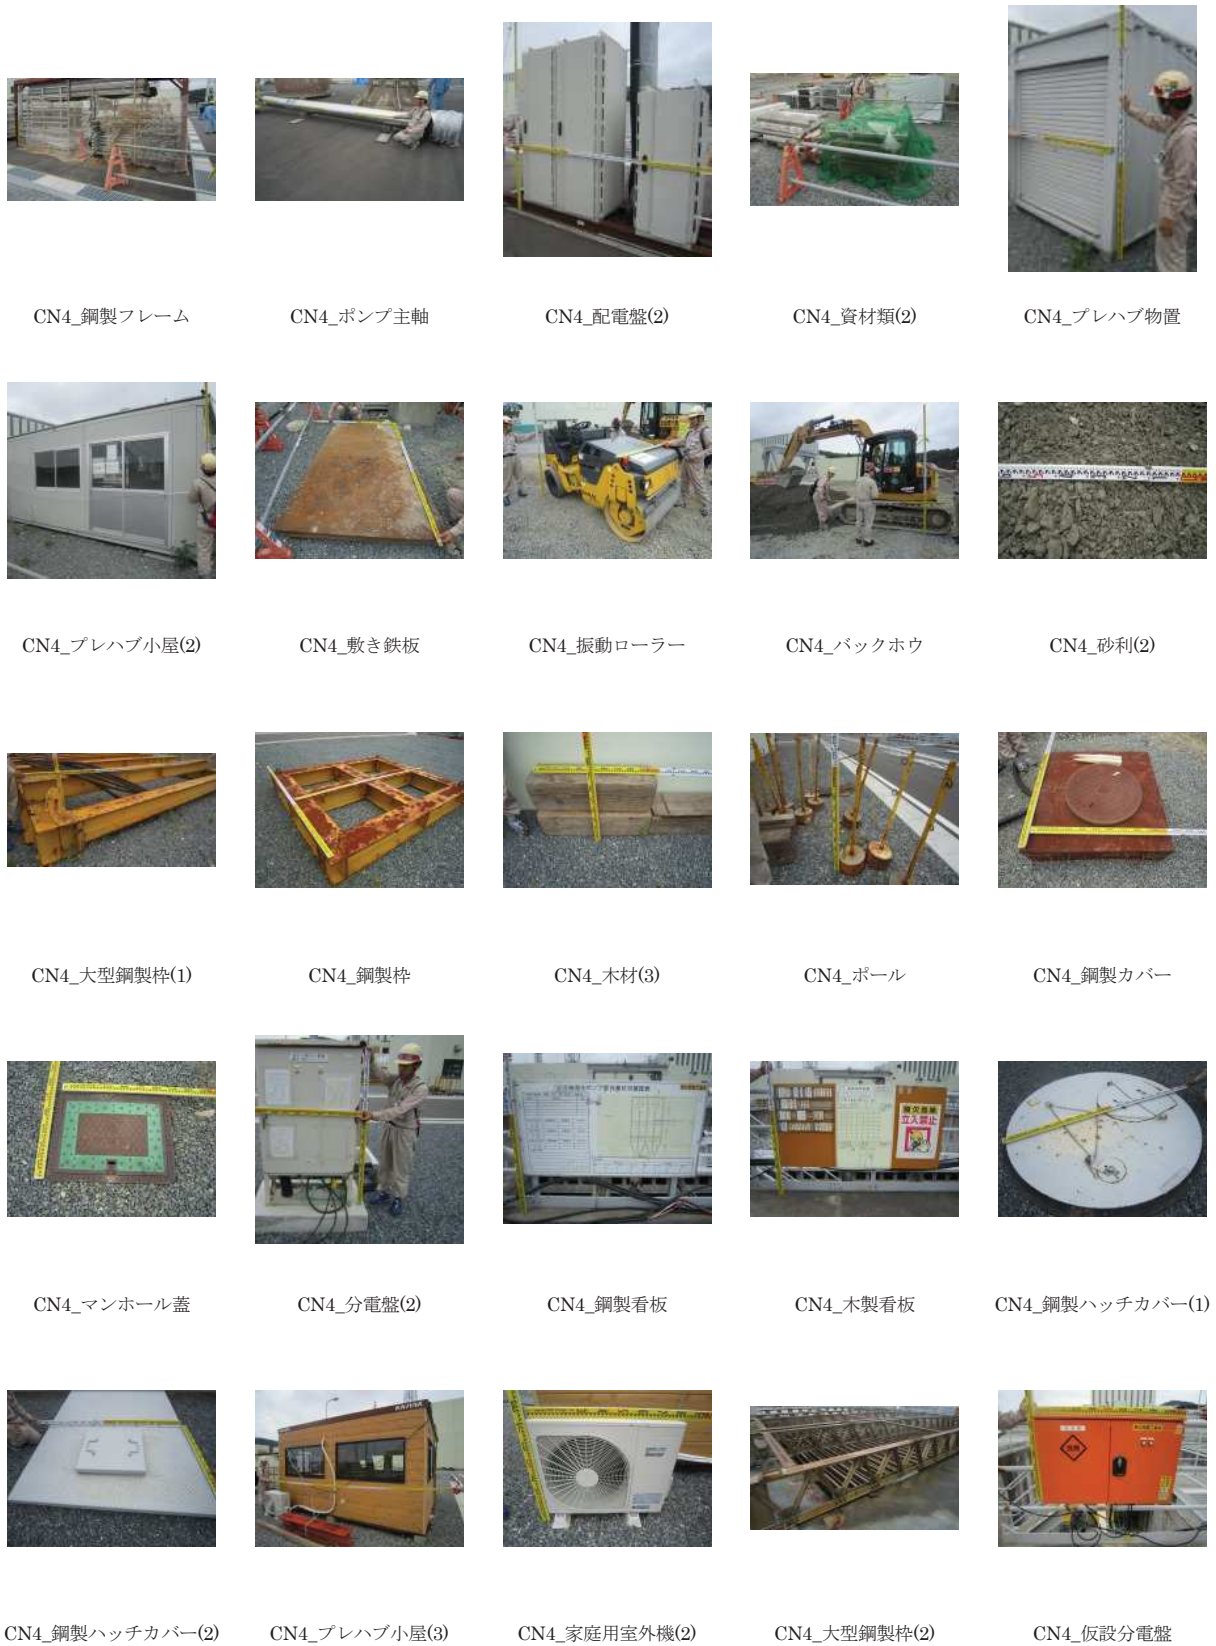 CN4_鋼製フレーム
CN4_ポンプ主軸
CN4_配電盤(2)
CN4_資材類(2)
CN4_プレハブ物置
CN4_プレハブ小屋(2)
CN4_敷き鉄板
CN4_振動ローラー
CN4_バックホウ
CN4_砂利(2)
CN4_大型鋼製枠(1)
CN4_鋼製枠
CN4_木材(3)
CN4_ポール
CN4_鋼製カバー
立入禁止
CN4_マンホール蓋
CN4_分電盤(2)
CN4_鋼製看板
CN4_木製看板
CN4_鋼製ハッチカバー(1)
CN4_鋼製ハッチカバー(2)
CN4_プレハブ小屋(3)
CN4_家庭用室外機(2)
CN4_大型鋼製枠(2)
CN4_仮設分電盤